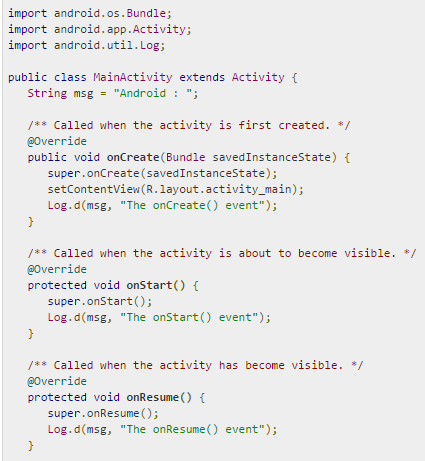 import android.os.Bundle;
import android.app.Activity;
import android.util.Log;

public class MainActivity extends Activity {
   String msg = "Android : ";

   /** Called when the activity is first created. */
   @Override
   public void onCreate(Bundle savedInstanceState) {
      super.onCreate(savedInstanceState);
      setContentView(R.layout.activity_main);
      Log.d(msg, "The onCreate() event");
   }

   /** Called when the activity is about to become visible. */
   @Override
   protected void onStart() {
      super.onStart();
      Log.d(msg, "The onStart() event");
   }

   /** Called when the activity has become visible. */
   @Override
   protected void onResume() {
      super.onResume();
      Log.d(msg, "The onResume() event");
   }